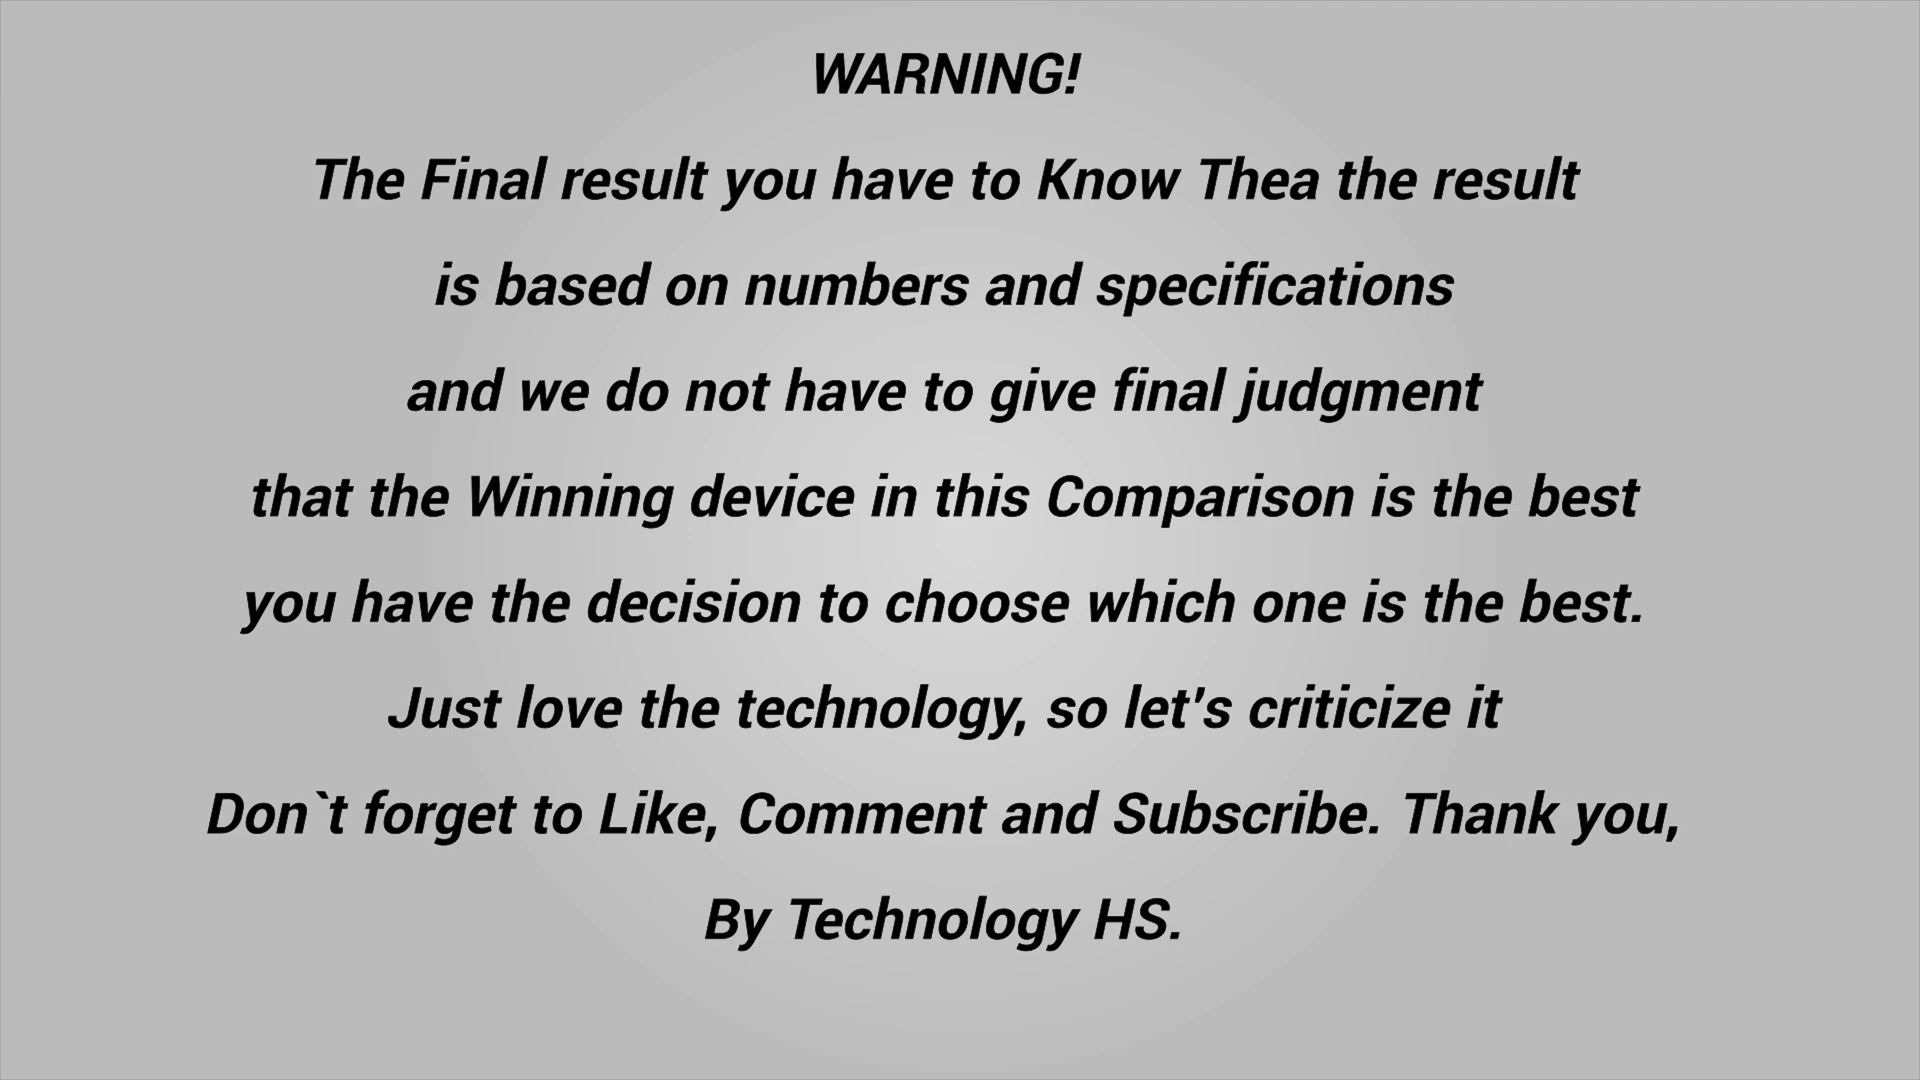 WARNING!
The Final result you have to Know Thea the result
is based on numbers and specifications
and we do not have to give final judgment
that the Winning device in this Comparison is the best
you have the decision to choose which one is the best.
Just love the technology, so let's criticize it
Don`t forget to Like, Comment and Subscribe. Thank you,
By Technology HS.